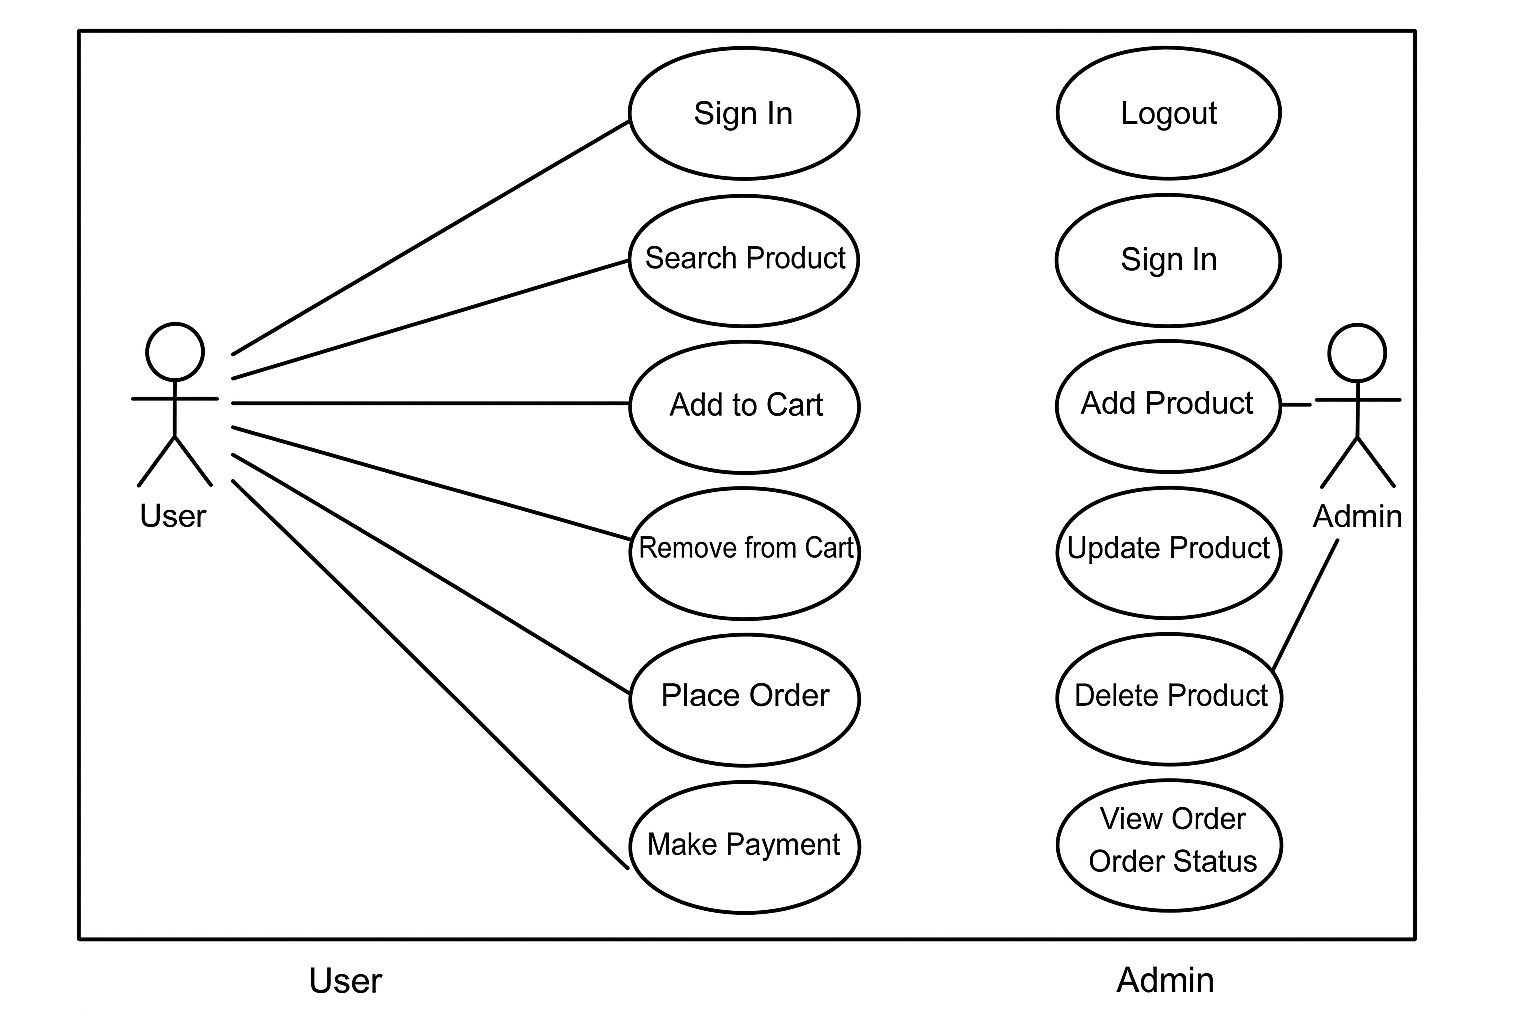 Sign In
Search Product
Add to Cart
Remove from Cart
Place Order
Make Payment
User
Logout
Sign In
Add Product
Update Product
Delete Product
View Order
Order Status
Admin
User
Admin